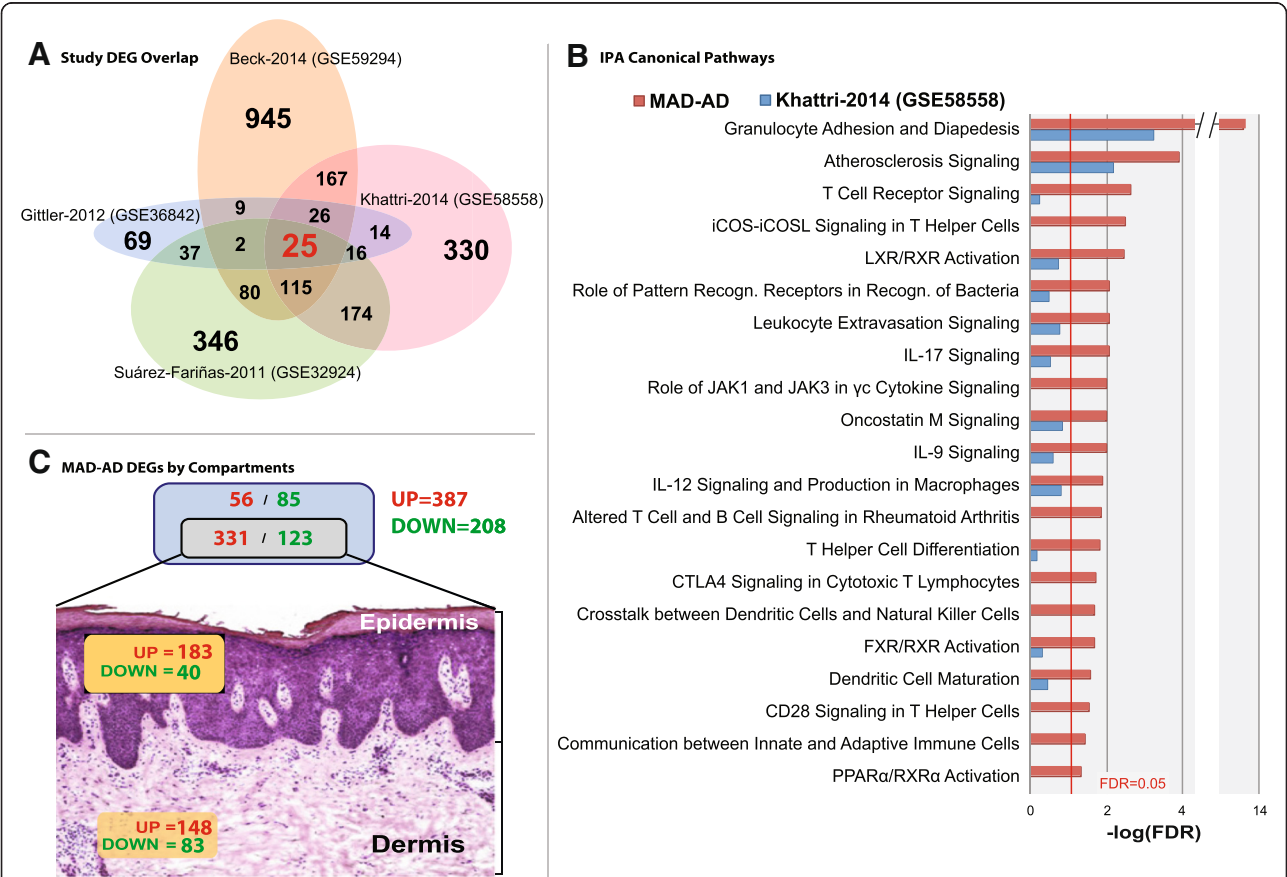 A Study DEG Overlap
Beck-2014 (GSE59294)
945
167
Khattri-2014 (GSE58558)
9
26
Gittler-2012 (GSE36842)
14
69
37
2
25
16
330
80
115
174
346
Suárez-Fariñas-2011 (GSE32924)
B IPA Canonical Pathways
MAD-AD Khattri-2014 (GSE58558)
Granulocyte Adhesion and Diapedesis
Atherosclerosis Signaling
T Cell Receptor Signaling
iCOS-iCOSL Signaling in T Helper Cells
LXR/RXR Activation
Role of Pattern Recogn. Receptors in Recogn. of Bacteria
Leukocyte Extravasation Signaling
IL-17 Signaling
Role of JAK1 and JAK3 in γc Cytokine Signaling
Oncostatin M Signaling
IL-9 Signaling
IL-12 Signaling and Production in Macrophages
Altered T Cell and B Cell Signaling in Rheumatoid Arthritis
T Helper Cell Differentiation
CTLA4 Signaling in Cytotoxic T Lymphocytes
Crosstalk between Dendritic Cells and Natural Killer Cells
FXR/RXR Activation
Dendritic Cell Maturation
CD28 Signaling in T Helper Cells
Communication between Innate and Adaptive Immune Cells
PPARα/RXRα Activation
FDR=0.05
0 2 4 14
-log(FDR)
C MAD-AD DEGs by Compartments
56 / 85
331 / 123
UP=387
DOWN=208
Epidermis
UP = 183
DOWN = 40
UP =148
DOWN = 83
Dermis